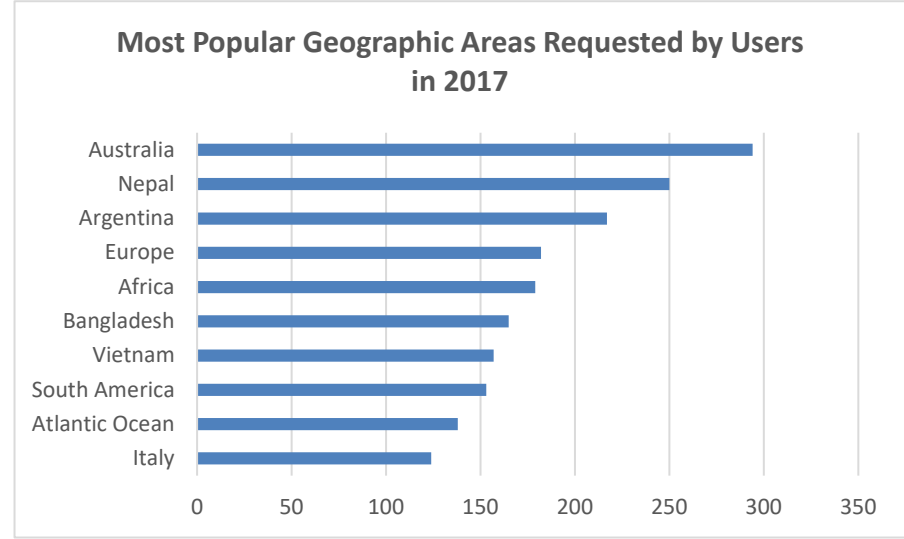 Most Popular Geographic Areas Requested by Users
in 2017
Australia
Nepal
Argentina
Europe
Africa
Bangladesh
Vietnam
South America
Atlantic Ocean
Italy
0 50 100 150 200 250 300 350